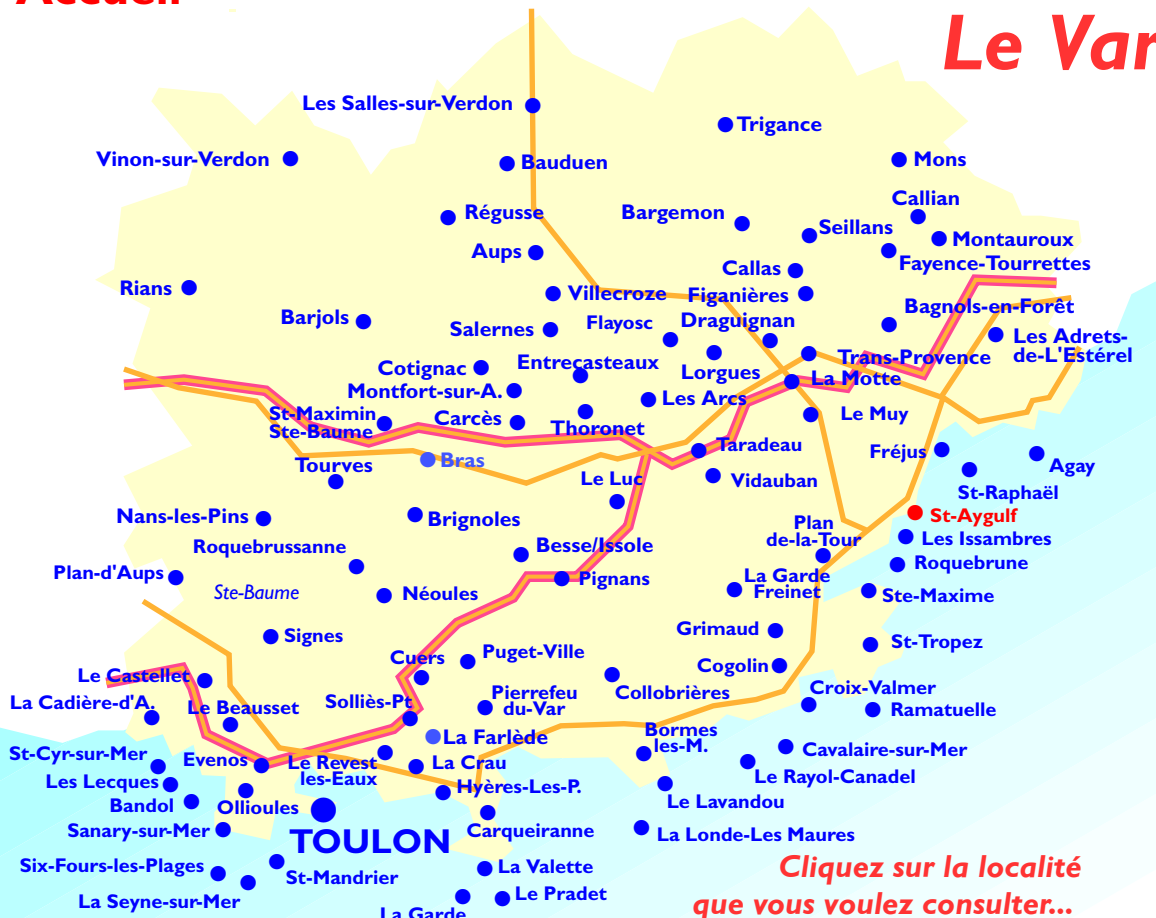 Accueil
Le Var
Les Salles-sur-Verdon
Trigance
Vinon-sur-Verdon
Bauduen
Mons
Callian
Régusse
Bargemon
Seillans
Montauroux
Aups
Fayence-Tourrettes
Callas
Rians
Villecroze
Figanières
Bagnols-en-Forêt
Barjols
Salernes
Flayosc
Draguignan
Les Adrets-
de-L'Estérel
Trans-Provence
Entrecasteaux
Cotignac
Lorgues
La Motte
Montfort-sur-A.
Les Arcs
St-Maximin
Ste-Baume
Carcès
Thoronet
Le Muy
Taradeau
Fréjus
Agay
Bras
Tourves
Vidauban
Le Luc
St-Raphaël
Nans-les-Pins
Brignoles
St-Aygulf
Plan
de-la-Tour
Les Issambres
Roquebrussanne
Besse/Issole
Roquebrune
Plan-d'Aups
Pignans
La Garde
Freinet
Ste-Baume
Néoules
Ste-Maxime
Signes
Grimaud
St-Tropez
Puget-Ville
Cuers
Cogolin
Le Castellet
Collobrières
Croix-Valmer
La Cadière-d'A.
Le Beausset
Solliès-Pt
Pierrefeu
du-Var
Ramatuelle
La Farlède
Bormes
les-M.
Cavalaire-sur-Mer
St-Cyr-sur-Mer
Evenos
Le Revest
les-Eaux
La Crau
Le Rayol-Canadel
Les Lecques
Hyères-Les-P.
Bandol
Ollioules
Le Lavandou
Sanary-sur-Mer
TOULON
Carqueiranne
La Londe-Les Maures
Six-Fours-les-Plages
St-Mandrier
La Valette
Cliquez sur la localité
La Seyne-sur-Mer
Le Pradet
que vous voulez consulter...
La Garde